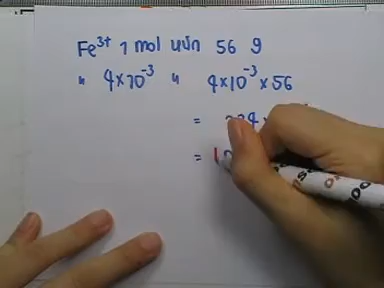 Fe³⁺ 1 mol หนัก 56 g
" 4×10⁻³ " 4×10⁻³×56
=
=